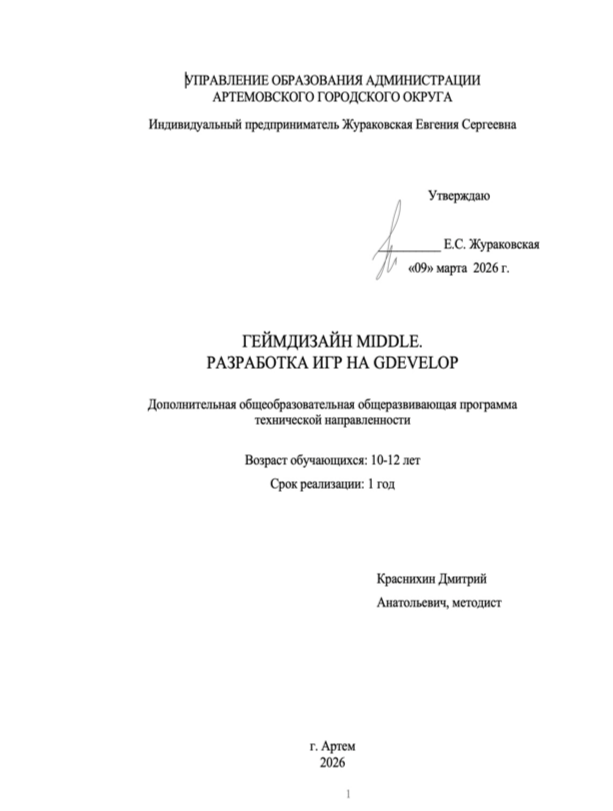 УПРАВЛЕНИЕ ОБРАЗОВАНИЯ АДМИНИСТРАЦИИ
АРТЕМОВСКОГО ГОРОДСКОГО ОКРУГА
Индивидуальный предприниматель Жураковская Евгения Сергеевна
Утверждаю
__________ Е.С. Жураковская
«09» марта 2026 г.
ГЕЙМДИЗАЙН MIDDLE.
РАЗРАБОТКА ИГР НА GDEVELOP
Дополнительная общеобразовательная общеразвивающая программа
технической направленности
Возраст обучающихся: 10-12 лет
Срок реализации: 1 год
Краснихин Дмитрий
Анатольевич, методист
г. Артем
2026
1